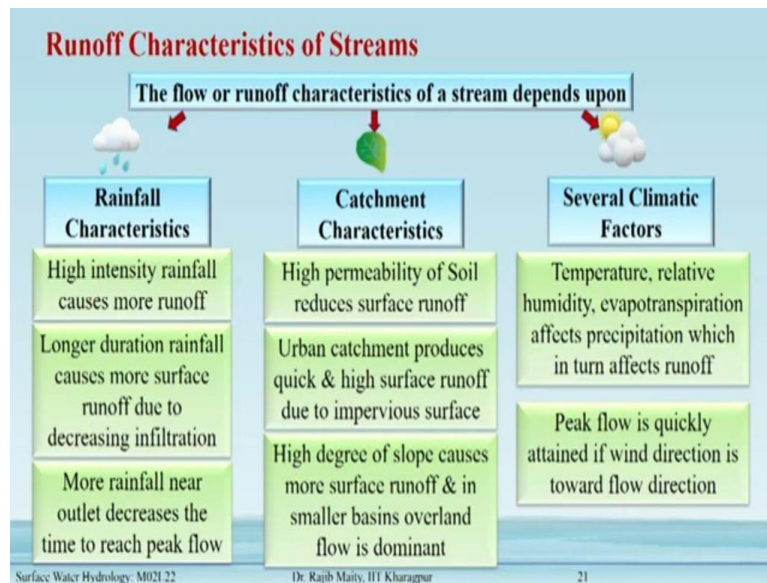 Runoff Characteristics of Streams
The flow or runoff characteristics of a stream depends upon
Rainfall
Characteristics
High intensity rainfall
causes more runoff
Longer duration rainfall
causes more surface
runoff due to
decreasing infiltration
More rainfall near
outlet decreases the
time to reach peak flow
Catchment
Characteristics
High permeability of Soil
reduces surface runoff
Urban catchment produces
quick & high surface runoff
due to impervious surface
High degree of slope causes
more surface runoff & in
smaller basins overland
flow is dominant
Several Climatic
Factors
Temperature, relative
humidity, evapotranspiration
affects precipitation which
in turn affects runoff
Peak flow is quickly
attained if wind direction is
toward flow direction
Surface Water Hydrology: M02L22
Dr. Rajib Maity, IIT Kharagpur
21